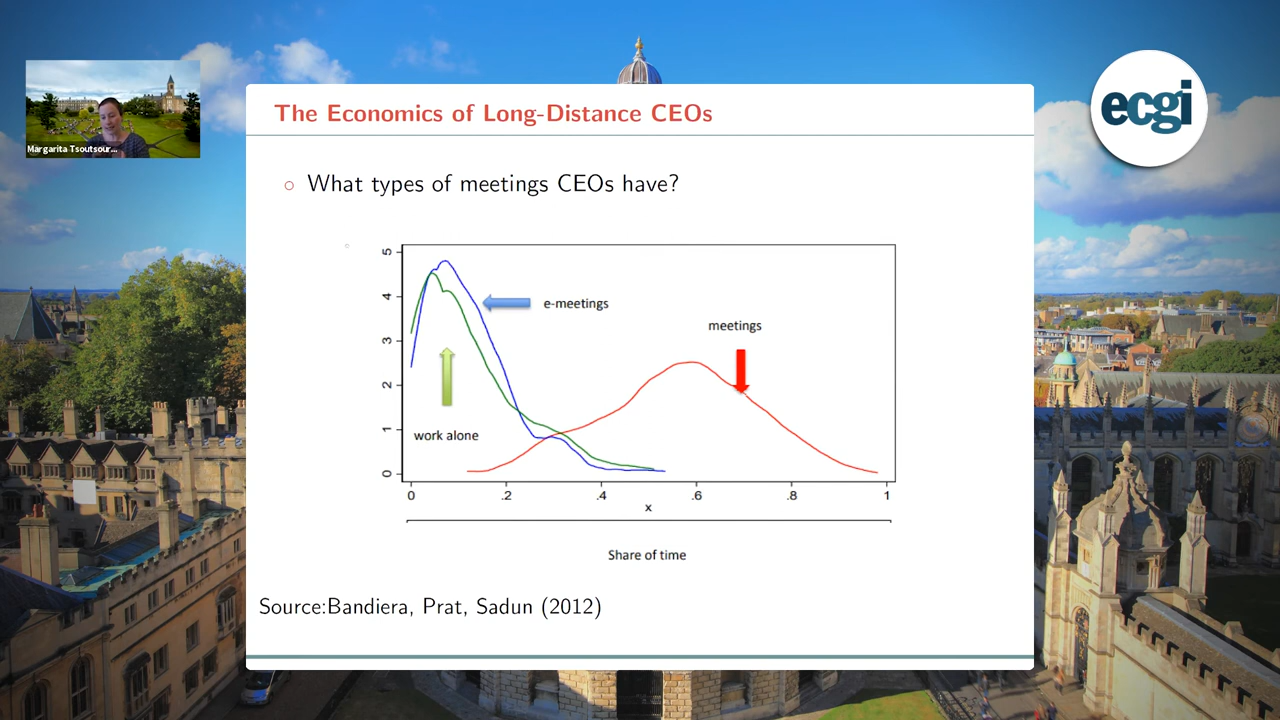 The Economics of Long-Distance CEOs
ecgi
Margarita Tsoutsour...
What types of meetings CEOs have?
5
4
3
2
1
0
e-meetings
meetings
work alone
0 .2 .4 .6 .8 1
x
Share of time
Source:Bandiera, Prat, Sadun (2012)